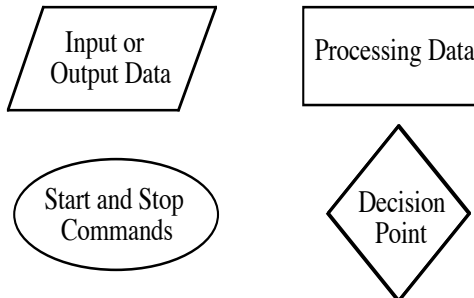 Input or
Output Data
Processing Data
Start and Stop
Commands
Decision
Point